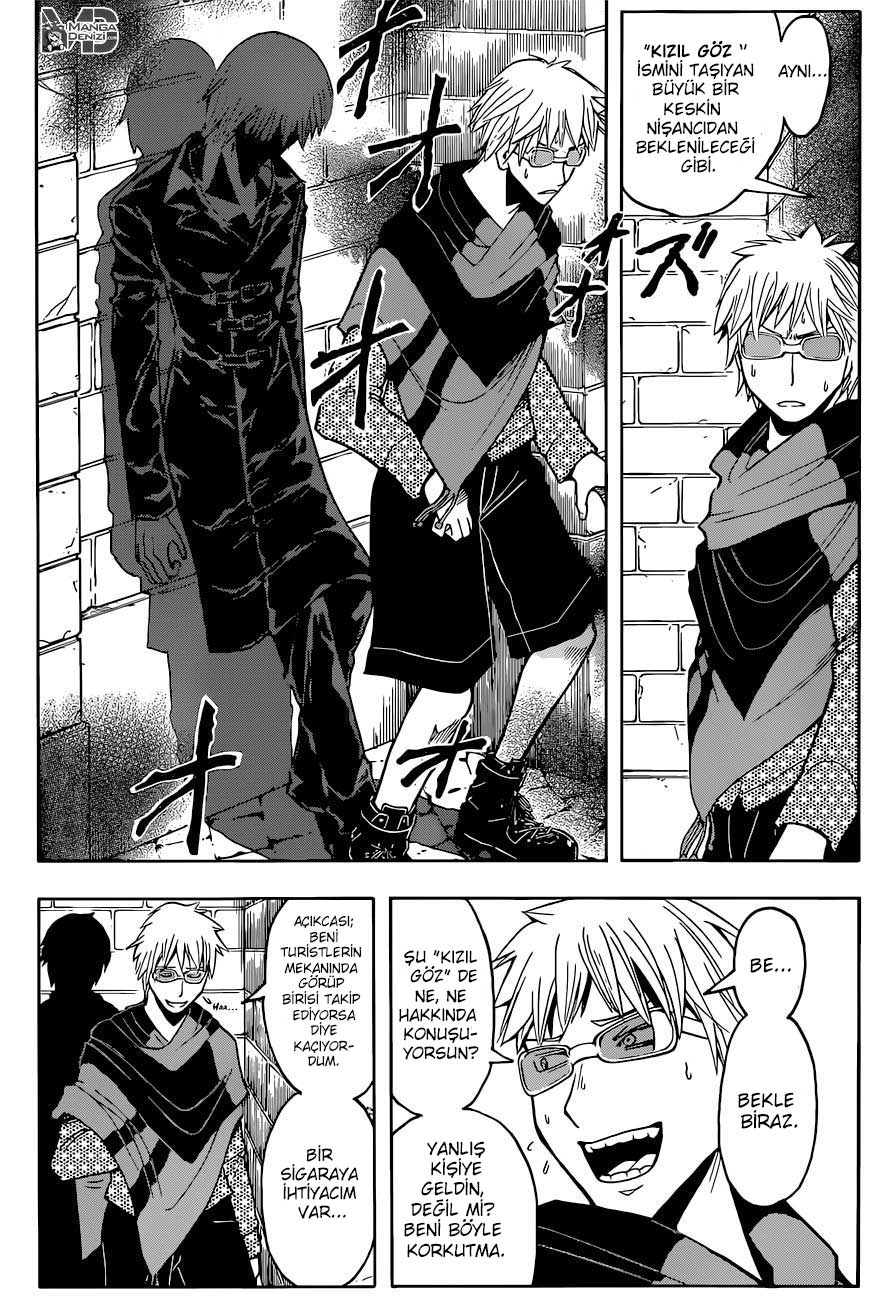 MANGA
DENİZİ
AYNI...
"KIZIL GÖZ"
İSMİNİ TAŞIYAN
BÜYÜK BİR
KESKİN
NİŞANCIDAN
BEKLENİLECEĞİ
GİBİ.
ズ
オ
オ
オ
オ
オ
オ
オ
オ
BE...
BEKLE
BİRAZ.
ŞU "KIZIL
GÖZ" DE
NE, NE
HAKKINDA
KONUŞU-
YORSUN?
YANLIŞ
KİŞİYE
GELDİN,
DEĞİL Mİ?
BENİ BÖYLE
KORKUTMA.
AÇIKCASI;
BENİ
TURİSTLERİN
MEKANINDA
GÖRÜP
BİRİSİ TAKİP
EDİYORSA
DİYE
KAÇIYOR-
DUM.
Haa...
BİR
SİGARAYA
İHTİYACIM
VAR...